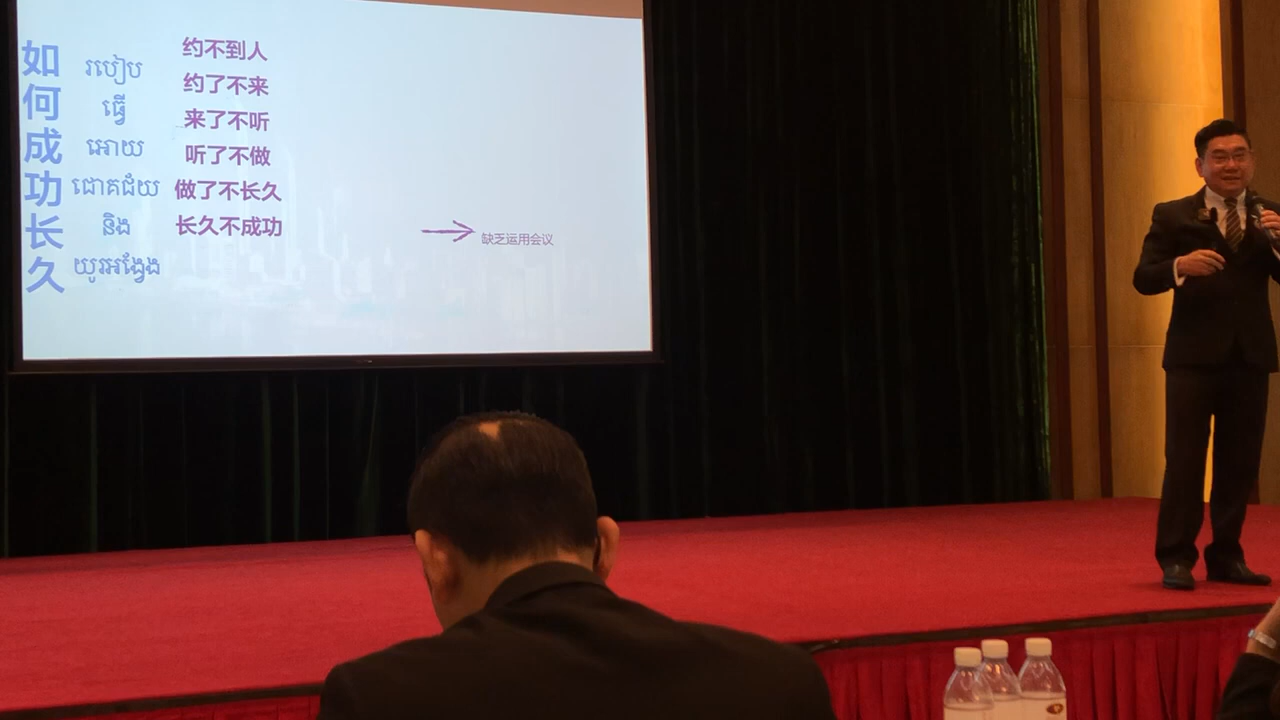 如何成功长久
របៀប
ធ្វើ
អោយ
ជោគជ័យ
និង
យូរអង្វែង
约不到人
约了不来
来了不听
听了不做
做了不长久
长久不成功
缺乏运用会议